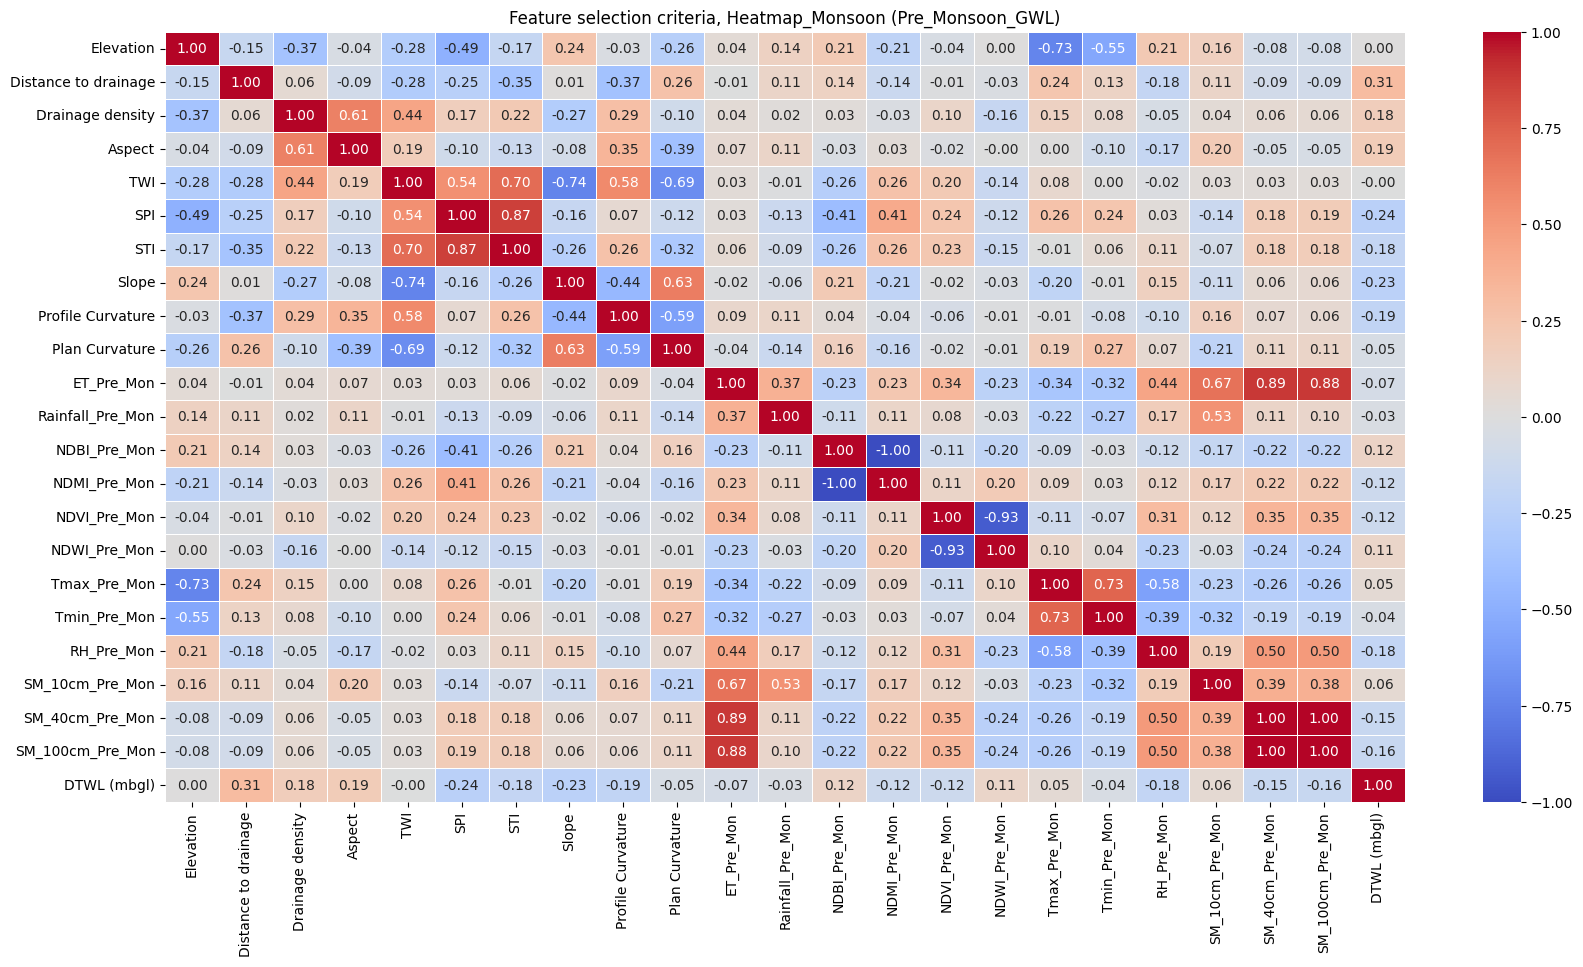 Feature selection criteria, Heatmap_Monsoon (Pre_Monsoon_GWL)
Elevation 1.00 -0.15 -0.37 -0.04 -0.28 -0.49 -0.17 0.24 -0.03 -0.26 0.04 0.14 0.21 -0.21 -0.04 0.00 -0.73 -0.55 0.21 0.16 -0.08 -0.08 0.00
Distance to drainage -0.15 1.00 0.06 -0.09 -0.28 -0.25 -0.35 0.01 -0.37 0.26 -0.01 0.11 0.14 -0.14 -0.01 -0.03 0.24 0.13 -0.18 0.11 -0.09 -0.09 0.31
Drainage density -0.37 0.06 1.00 0.61 0.44 0.17 0.22 -0.27 0.29 -0.10 0.04 0.02 0.03 -0.03 0.10 -0.16 0.15 0.08 -0.05 0.04 0.06 0.06 0.18
Aspect -0.04 -0.09 0.61 1.00 0.19 -0.10 -0.13 -0.08 0.35 -0.39 0.07 0.11 -0.03 0.03 -0.02 -0.00 0.00 -0.10 -0.17 0.20 -0.05 -0.05 0.19
TWI -0.28 -0.28 0.44 0.19 1.00 0.54 0.70 -0.74 0.58 -0.69 0.03 -0.01 -0.26 0.26 0.20 -0.14 0.08 0.00 -0.02 0.03 0.03 0.03 -0.00
SPI -0.49 -0.25 0.17 -0.10 0.54 1.00 0.87 -0.16 0.07 -0.12 0.03 -0.13 -0.41 0.41 0.24 -0.12 0.26 0.24 0.03 -0.14 0.18 0.19 -0.24
STI -0.17 -0.35 0.22 -0.13 0.70 0.87 1.00 -0.26 0.26 -0.32 0.06 -0.09 -0.26 0.26 0.23 -0.15 -0.01 0.06 0.11 -0.07 0.18 0.18 -0.18
Slope 0.24 0.01 -0.27 -0.08 -0.74 -0.16 -0.26 1.00 -0.44 0.63 -0.02 -0.06 0.21 -0.21 -0.02 -0.03 -0.20 -0.01 0.15 -0.11 0.06 0.06 -0.23
Profile Curvature -0.03 -0.37 0.29 0.35 0.58 0.07 0.26 -0.44 1.00 -0.59 0.09 0.11 0.04 -0.04 -0.06 -0.01 -0.01 -0.08 -0.10 0.16 0.07 0.06 -0.19
Plan Curvature -0.26 0.26 -0.10 -0.39 -0.69 -0.12 -0.32 0.63 -0.59 1.00 -0.04 -0.14 0.16 -0.16 -0.02 -0.01 0.19 0.27 0.07 -0.21 0.11 0.11 -0.05
ET_Pre_Mon 0.04 -0.01 0.04 0.07 0.03 0.03 0.06 -0.02 0.09 -0.04 1.00 0.37 -0.23 0.23 0.34 -0.23 -0.34 -0.32 0.44 0.67 0.89 0.88 -0.07
Rainfall_Pre_Mon 0.14 0.11 0.02 0.11 -0.01 -0.13 -0.09 -0.06 0.11 -0.14 0.37 1.00 -0.11 0.11 0.08 -0.03 -0.22 -0.27 0.17 0.53 0.11 0.10 -0.03
NDBI_Pre_Mon 0.21 0.14 0.03 -0.03 -0.26 -0.41 -0.26 0.21 0.04 0.16 -0.23 -0.11 1.00 -1.00 -0.11 -0.20 -0.09 -0.03 -0.12 -0.17 -0.22 -0.22 0.12
NDMI_Pre_Mon -0.21 -0.14 -0.03 0.03 0.26 0.41 0.26 -0.21 -0.04 -0.16 0.23 0.11 -1.00 1.00 0.11 0.20 0.09 0.03 0.12 0.17 0.22 0.22 -0.12
NDVI_Pre_Mon -0.04 -0.01 0.10 -0.02 0.20 0.24 0.23 -0.02 -0.06 -0.02 0.34 0.08 -0.11 0.11 1.00 -0.93 -0.11 -0.07 0.31 0.12 0.35 0.35 -0.12
NDWI_Pre_Mon 0.00 -0.03 -0.16 -0.00 -0.14 -0.12 -0.15 -0.03 -0.01 -0.01 -0.23 -0.03 -0.20 0.20 -0.93 1.00 0.10 0.04 -0.23 -0.03 -0.24 -0.24 0.11
Tmax_Pre_Mon -0.73 0.24 0.15 0.00 0.08 0.26 -0.01 -0.20 -0.01 0.19 -0.34 -0.22 -0.09 0.09 -0.11 0.10 1.00 0.73 -0.58 -0.23 -0.26 -0.26 0.05
Tmin_Pre_Mon -0.55 0.13 0.08 -0.10 0.00 0.24 0.06 -0.01 -0.08 0.27 -0.32 -0.27 -0.03 0.03 -0.07 0.04 0.73 1.00 -0.39 -0.32 -0.19 -0.19 -0.04
RH_Pre_Mon 0.21 -0.18 -0.05 -0.17 -0.02 0.03 0.11 0.15 -0.10 0.07 0.44 0.17 -0.12 0.12 0.31 -0.23 -0.58 -0.39 1.00 0.19 0.50 0.50 -0.18
SM_10cm_Pre_Mon 0.16 0.11 0.04 0.20 0.03 -0.14 -0.07 -0.11 0.16 -0.21 0.67 0.53 -0.17 0.17 0.12 -0.03 -0.23 -0.32 0.19 1.00 0.39 0.38 0.06
SM_40cm_Pre_Mon -0.08 -0.09 0.06 -0.05 0.03 0.18 0.18 0.06 0.07 0.11 0.89 0.11 -0.22 0.22 0.35 -0.24 -0.26 -0.19 0.50 0.39 1.00 1.00 -0.15
SM_100cm_Pre_Mon -0.08 -0.09 0.06 -0.05 0.03 0.19 0.18 0.06 0.06 0.11 0.88 0.10 -0.22 0.22 0.35 -0.24 -0.26 -0.19 0.50 0.38 1.00 1.00 -0.16
DTWL (mbgl) 0.00 0.31 0.18 0.19 -0.00 -0.24 -0.18 -0.23 -0.19 -0.05 -0.07 -0.03 0.12 -0.12 -0.12 0.11 0.05 -0.04 -0.18 0.06 -0.15 -0.16 1.00
Elevation
Distance to drainage
Drainage density
Aspect
TWI
SPI
STI
Slope
Profile Curvature
Plan Curvature
ET_Pre_Mon
Rainfall_Pre_Mon
NDBI_Pre_Mon
NDMI_Pre_Mon
NDVI_Pre_Mon
NDWI_Pre_Mon
Tmax_Pre_Mon
Tmin_Pre_Mon
RH_Pre_Mon
SM_10cm_Pre_Mon
SM_40cm_Pre_Mon
SM_100cm_Pre_Mon
DTWL (mbgl)
1.00
0.75
0.50
0.25
0.00
−0.25
−0.50
−0.75
−1.00